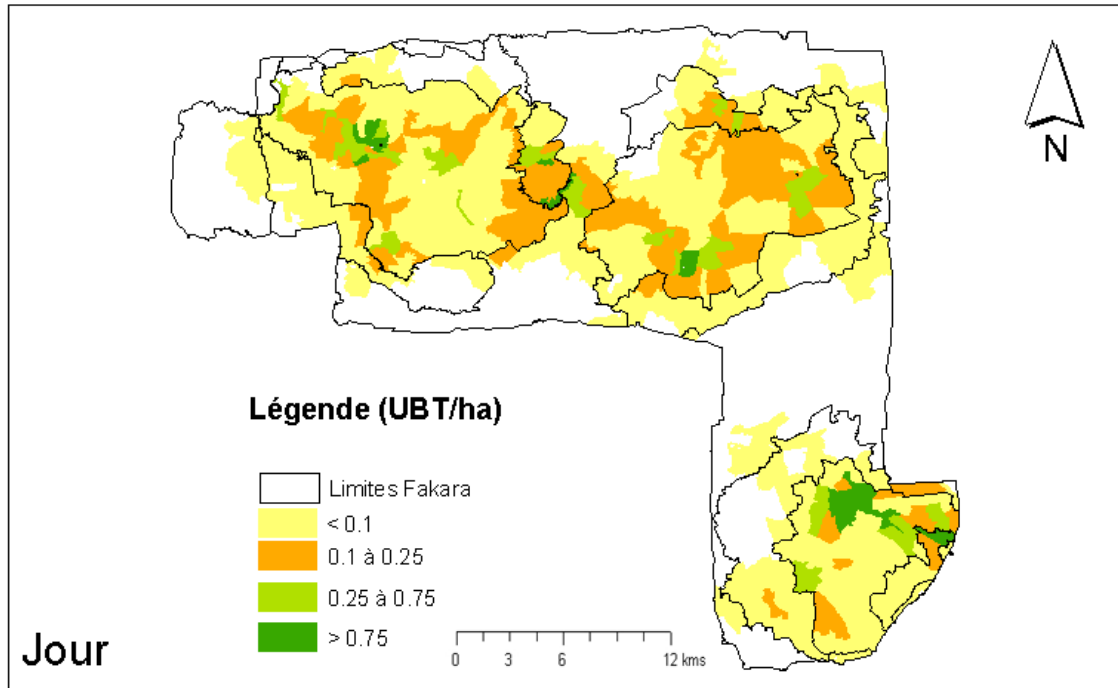 N
Légende (UBT/ha)
Limites Fakara
< 0.1
0.1 à 0.25
0.25 à 0.75
> 0.75
Jour
0 3 6 12 kms